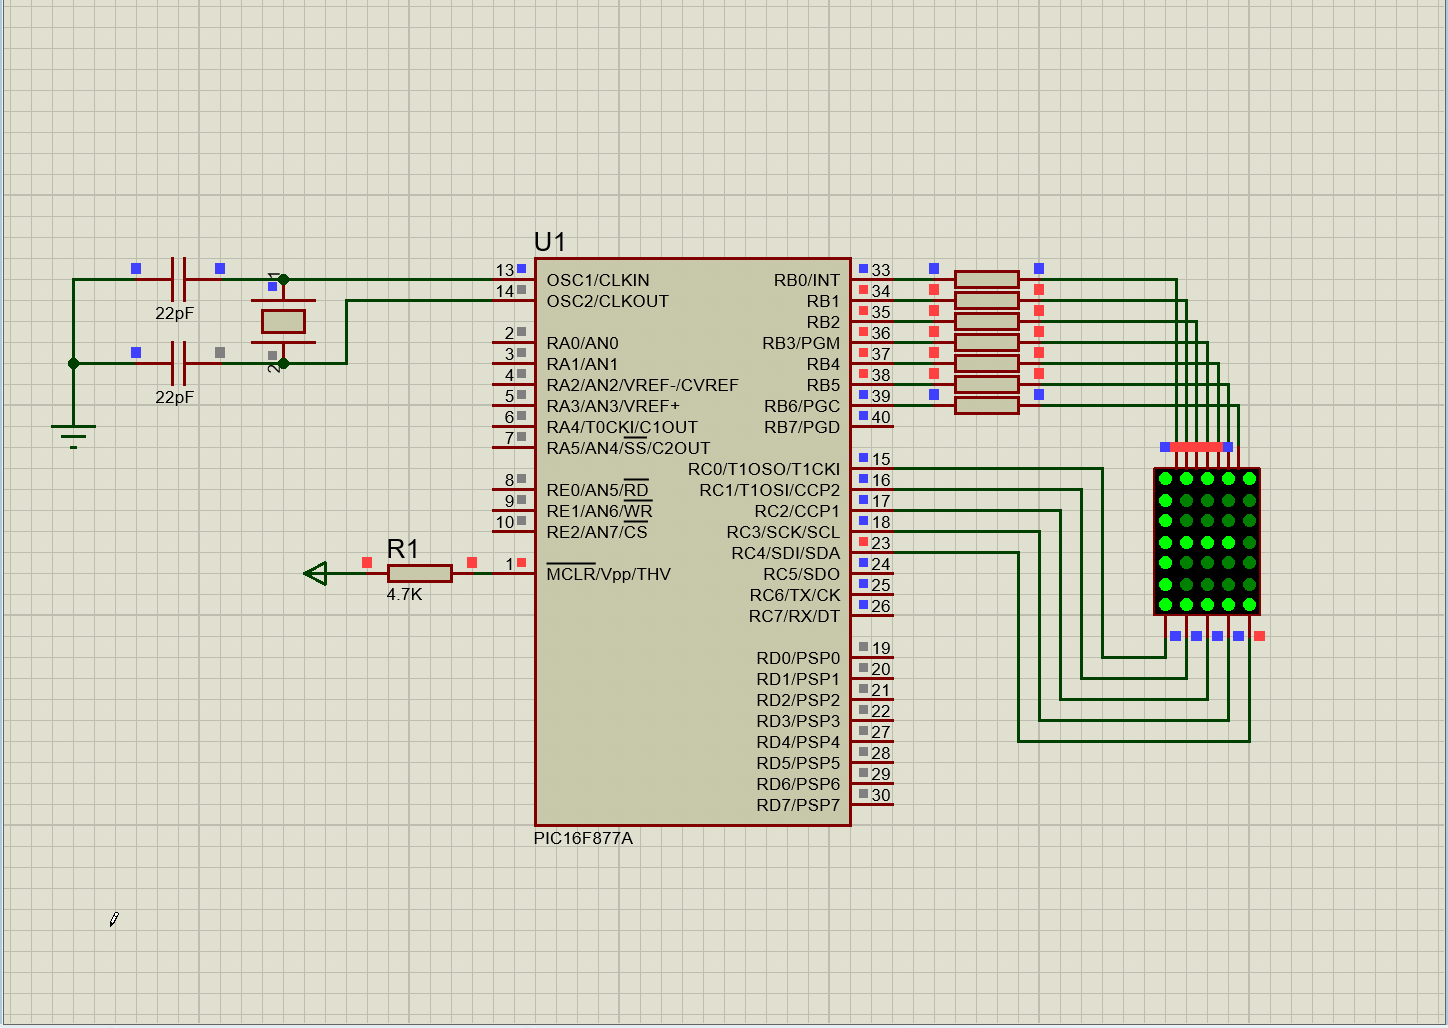 U1
13
OSC1/CLKIN
14
OSC2/CLKOUT
2
RA0/AN0
3
RA1/AN1
4
RA2/AN2/VREF-/CVREF
5
RA3/AN3/VREF+
6
RA4/T0CKI/C1OUT
7
RA5/AN4/SS/C2OUT
8
RE0/AN5/RD
9
RE1/AN6/WR
10
RE2/AN7/CS
1
MCLR/Vpp/THV
RB0/INT
33
RB1
34
RB2
35
RB3/PGM
36
RB4
37
RB5
38
RB6/PGC
39
RB7/PGD
40
RC0/T1OSO/T1CKI
15
RC1/T1OSI/CCP2
16
RC2/CCP1
17
RC3/SCK/SCL
18
RC4/SDI/SDA
23
RC5/SDO
24
RC6/TX/CK
25
RC7/RX/DT
26
RD0/PSP0
19
RD1/PSP1
20
RD2/PSP2
21
RD3/PSP3
22
RD4/PSP4
27
RD5/PSP5
28
RD6/PSP6
29
RD7/PSP7
30
PIC16F877A
22pF
22pF
1
2
R1
4.7K
E